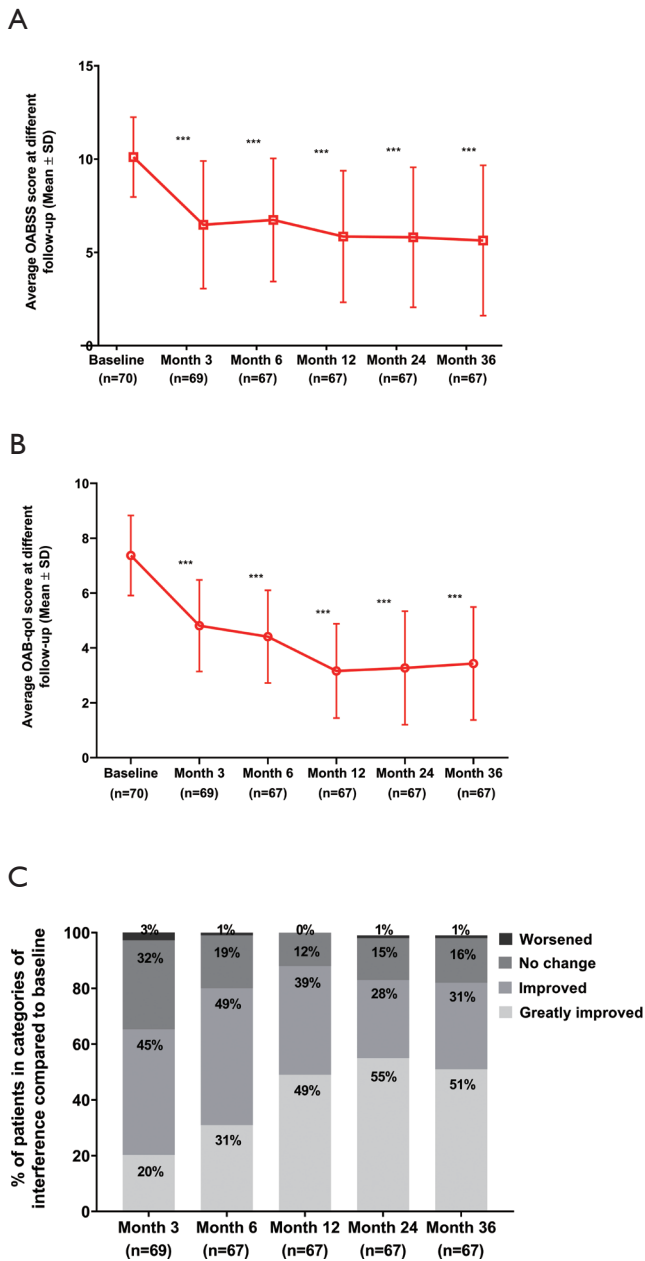 A
Average OABSS score at different
follow-up (Mean ± SD)
15
10
5
0
*** *** *** *** ***
Baseline Month 3 Month 6 Month 12 Month 24 Month 36
(n=70) (n=69) (n=67) (n=67) (n=67) (n=67)
B
Average OAB-qol score at different
follow-up (Mean ± SD)
10
8
6
4
2
0
*** *** *** *** ***
Baseline Month 3 Month 6 Month 12 Month 24 Month 36
(n=70) (n=69) (n=67) (n=67) (n=67) (n=67)
C
% of patients in categories of
interference compared to baseline
100
80
60
40
20
0
3% 1% 0% 1% 1%
32% 19% 12% 15% 16%
45% 49% 39% 28% 31%
20% 31% 49% 55% 51%
Worsened
No change
Improved
Greatly improved
Month 3 Month 6 Month 12 Month 24 Month 36
(n=69) (n=67) (n=67) (n=67) (n=67)